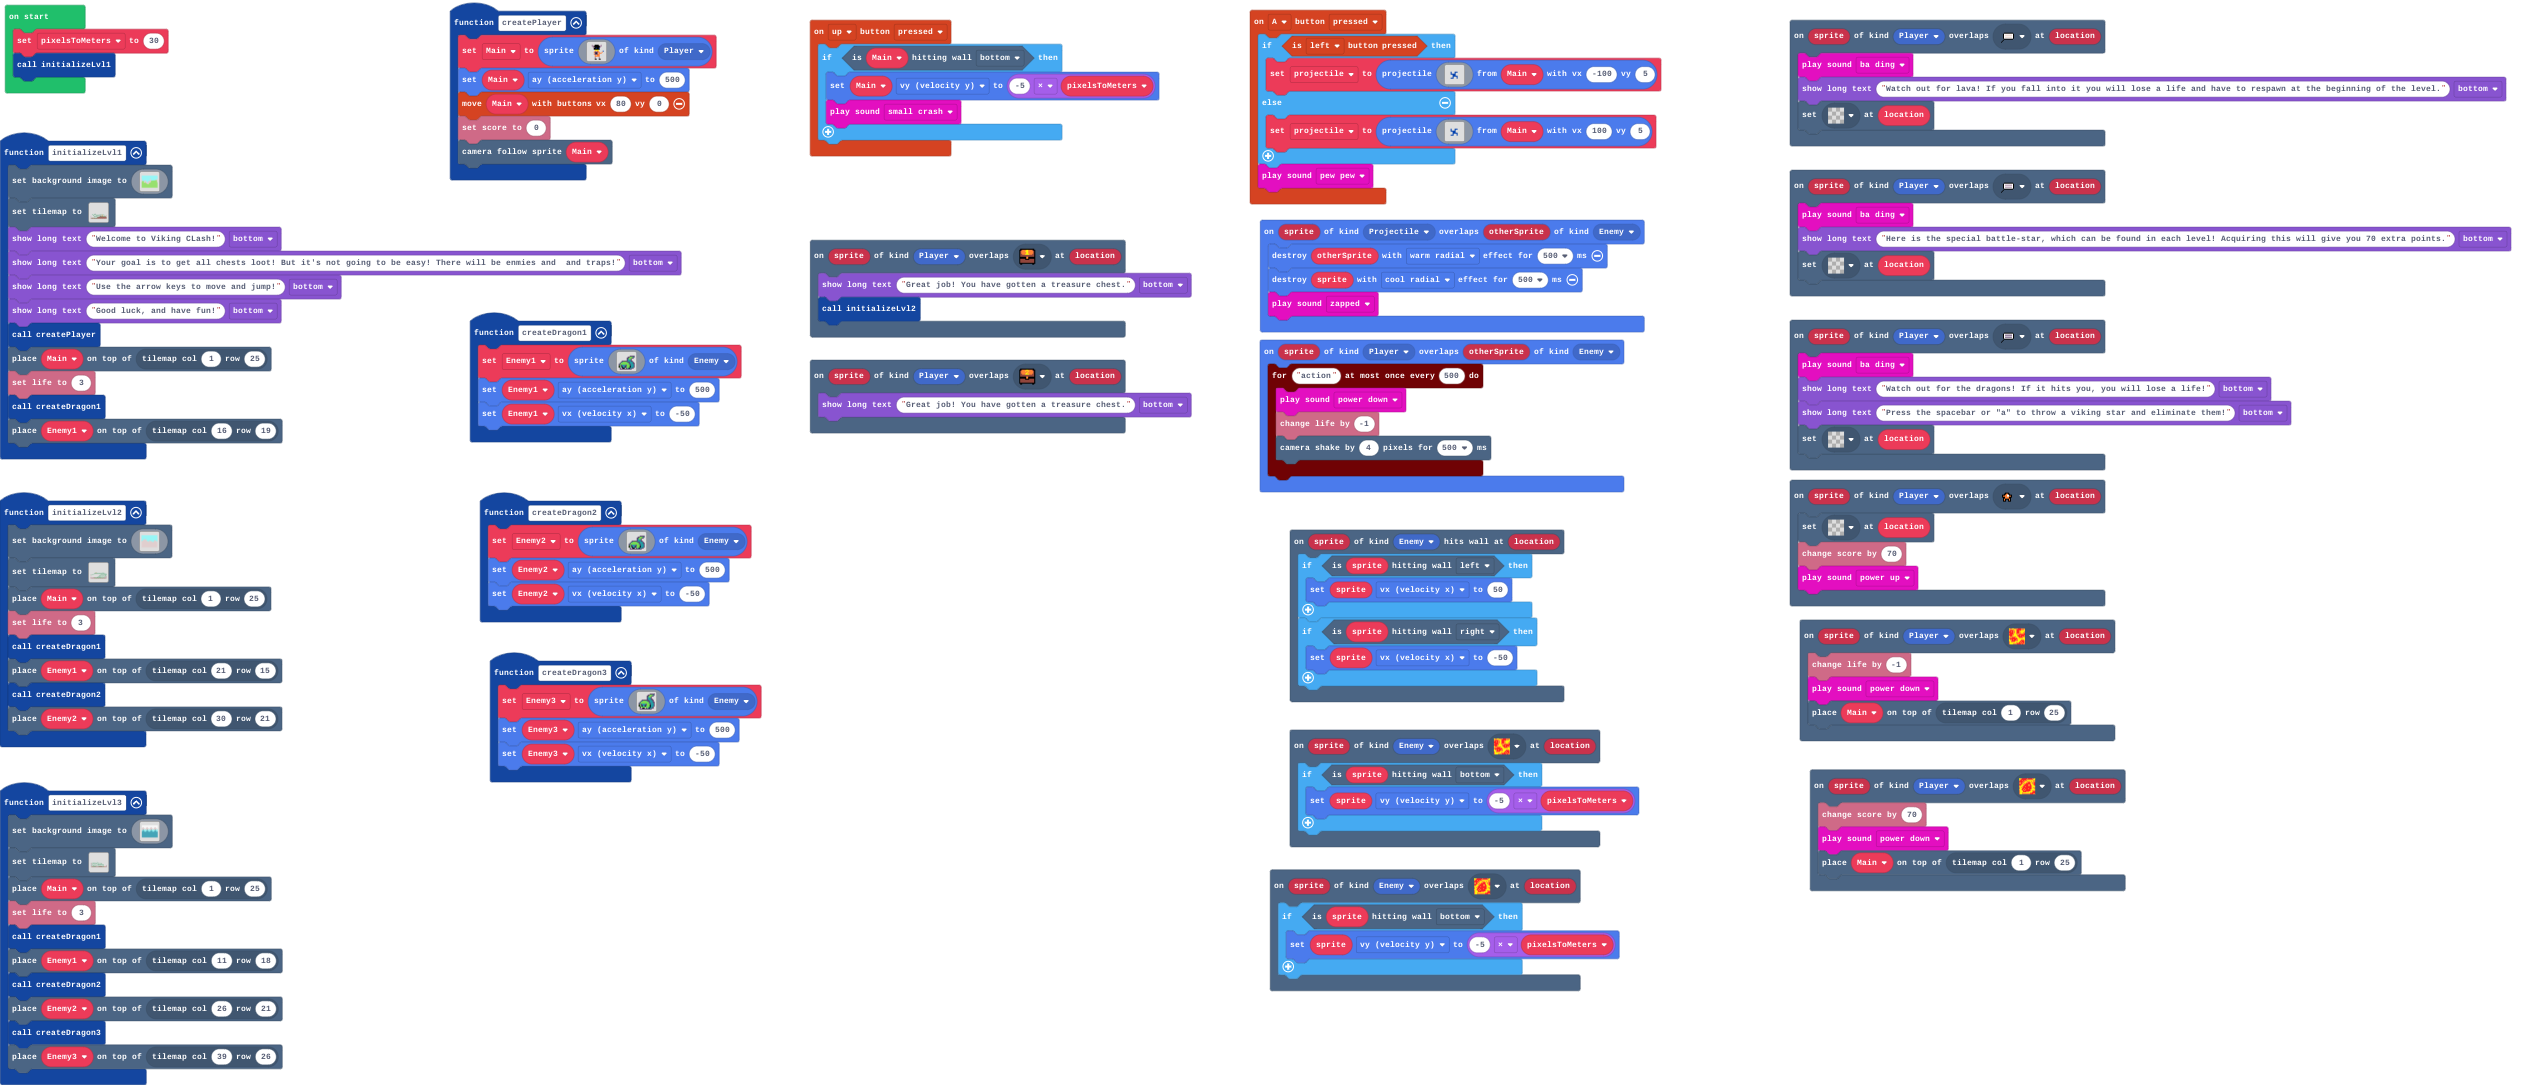 on start
set pixelsToMeters to 30
call initializeLvl1
function initializeLvl1
set background image to
set tilemap to
show long text "Welcome to Viking CLash!" bottom
show long text "Your goal is to get all chests loot! But it's not going to be easy! There will be enmies and  and traps!" bottom
show long text "Use the arrow keys to move and jump!" bottom
show long text "Good luck, and have fun!" bottom
call createPlayer
place Main on top of tilemap col 1 row 25
set life to 3
call createDragon1
place Enemy1 on top of tilemap col 16 row 19
function initializeLvl2
set background image to
set tilemap to
place Main on top of tilemap col 1 row 25
set life to 3
call createDragon1
place Enemy1 on top of tilemap col 21 row 15
call createDragon2
place Enemy2 on top of tilemap col 30 row 21
function initializeLvl3
set background image to
set tilemap to
place Main on top of tilemap col 1 row 25
set life to 3
call createDragon1
place Enemy1 on top of tilemap col 11 row 18
call createDragon2
place Enemy2 on top of tilemap col 26 row 21
call createDragon3
place Enemy3 on top of tilemap col 39 row 26
function createPlayer
set Main to sprite of kind Player
set Main ay (acceleration y) to 500
move Main with buttons vx 80 vy 0
set score to 0
camera follow sprite Main
function createDragon1
set Enemy1 to sprite of kind Enemy
set Enemy1 ay (acceleration y) to 500
set Enemy1 vx (velocity x) to -50
function createDragon2
set Enemy2 to sprite of kind Enemy
set Enemy2 ay (acceleration y) to 500
set Enemy2 vx (velocity x) to -50
function createDragon3
set Enemy3 to sprite of kind Enemy
set Enemy3 ay (acceleration y) to 500
set Enemy3 vx (velocity x) to -50
on up button pressed
if is Main hitting wall bottom then
set Main vy (velocity y) to -5 × pixelsToMeters
play sound small crash
on sprite of kind Player overlaps at location
show long text "Great job! You have gotten a treasure chest." bottom
call initializeLvl2
on sprite of kind Player overlaps at location
show long text "Great job! You have gotten a treasure chest." bottom
on A button pressed
if is left button pressed then
set projectile to projectile from Main with vx -100 vy 5
else
set projectile to projectile from Main with vx 100 vy 5
play sound pew pew
on sprite of kind Projectile overlaps otherSprite of kind Enemy
destroy otherSprite with warm radial effect for 500 ms
destroy sprite with cool radial effect for 500 ms
play sound zapped
on sprite of kind Player overlaps otherSprite of kind Enemy
for "action" at most once every 500 do
play sound power down
change life by -1
camera shake by 4 pixels for 500 ms
on sprite of kind Enemy hits wall at location
if is sprite hitting wall left then
set sprite vx (velocity x) to 50
if is sprite hitting wall right then
set sprite vx (velocity x) to -50
on sprite of kind Enemy overlaps at location
if is sprite hitting wall bottom then
set sprite vy (velocity y) to -5 × pixelsToMeters
on sprite of kind Enemy overlaps at location
if is sprite hitting wall bottom then
set sprite vy (velocity y) to -5 × pixelsToMeters
on sprite of kind Player overlaps at location
play sound ba ding
show long text "Watch out for lava! If you fall into it you will lose a life and have to respawn at the beginning of the level." bottom
set at location
on sprite of kind Player overlaps at location
play sound ba ding
show long text "Here is the special battle-star, which can be found in each level! Acquiring this will give you 70 extra points." bottom
set at location
on sprite of kind Player overlaps at location
play sound ba ding
show long text "Watch out for the dragons! If it hits you, you will lose a life!" bottom
show long text "Press the spacebar or "a" to throw a viking star and eliminate them!" bottom
set at location
on sprite of kind Player overlaps at location
set at location
change score by 70
play sound power up
on sprite of kind Player overlaps at location
change life by -1
play sound power down
place Main on top of tilemap col 1 row 25
on sprite of kind Player overlaps at location
change score by 70
play sound power down
place Main on top of tilemap col 1 row 25